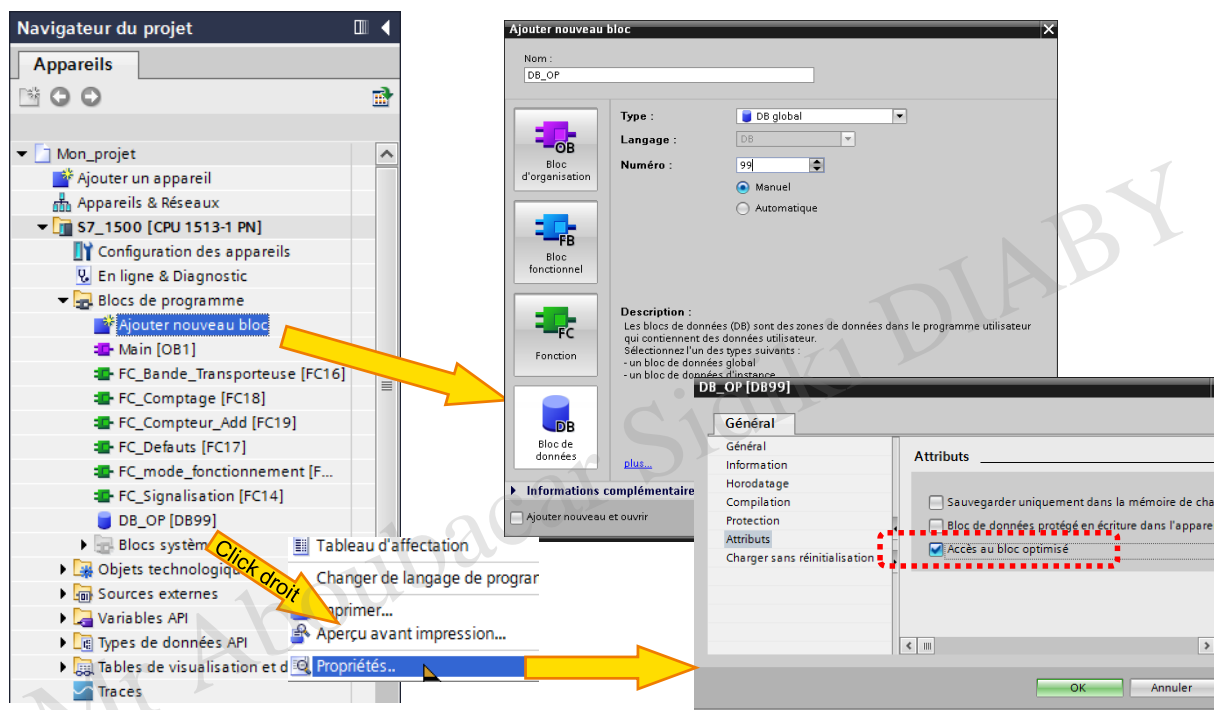 Navigateur du projet
Appareils
Mon_projet
Ajouter un appareil
Appareils & Réseaux
S7_1500 [CPU 1513-1 PN]
Configuration des appareils
En ligne & Diagnostic
Blocs de programme
Ajouter nouveau bloc
Main [OB1]
FC_Bande_Transporteuse [FC16]
FC_Comptage [FC18]
FC_Compteur_Add [FC19]
FC_Defauts [FC17]
FC_mode_fonctionnement [F...
FC_Signalisation [FC14]
DB_OP [DB99]
Blocs systèm
Objets technologiqu
Sources externes
Variables API
Types de données API
Tables de visualisation et d
Traces
Click droit
Tableau d'affectation
Changer de langage de progran
mprimer...
Aperçu avant impression...
Propriétés..
Ajouter nouveau bloc
Nom :
DB_OP
OB
Bloc
d'organisation
FB
Bloc
fonctionnel
FC
Fonction
DB
Bloc de
données
Type :
DB global
Langage :
DB
Numéro :
99
Manuel
Automatique
Description :
Les blocs de données (DB) sont des zones de données dans le programme utilisateur
qui contiennent des données utilisateur.
Sélectionnez l'un des types suivants :
- un bloc de données global
- un bloc de données d'instance
plus...
Informations complémentaire
Ajouter nouveau et ouvrir
DB_OP [DB99]
Général
Général
Information
Horodatage
Compilation
Protection
Attributs
Charger sans réinitialisation
Attributs
Sauvegarder uniquement dans la mémoire de cha
Bloc de données protégé en écriture dans l'appare
Accès au bloc optimisé
OK
Annuler
Mr Aboubacar Sidiki DIABY